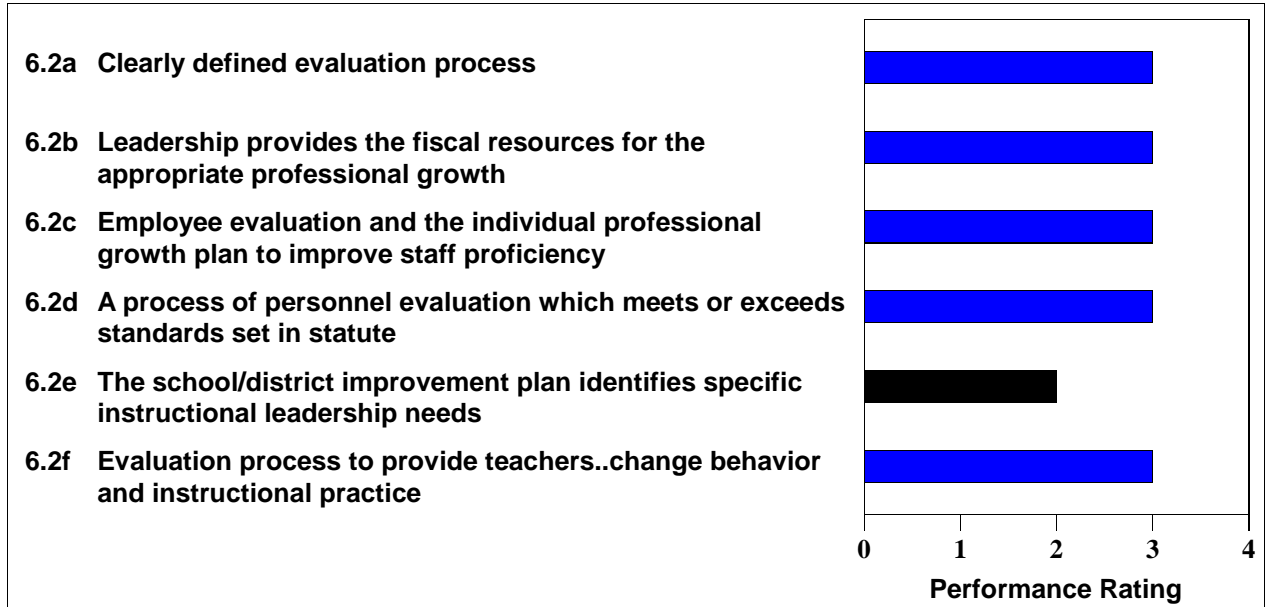 6.2a Clearly defined evaluation process
6.2b Leadership provides the fiscal resources for the
appropriate professional growth
6.2c Employee evaluation and the individual professional
growth plan to improve staff proficiency
6.2d A process of personnel evaluation which meets or exceeds
standards set in statute
6.2e The school/district improvement plan identifies specific
instructional leadership needs
6.2f Evaluation process to provide teachers..change behavior
and instructional practice
0 1 2 3 4
Performance Rating